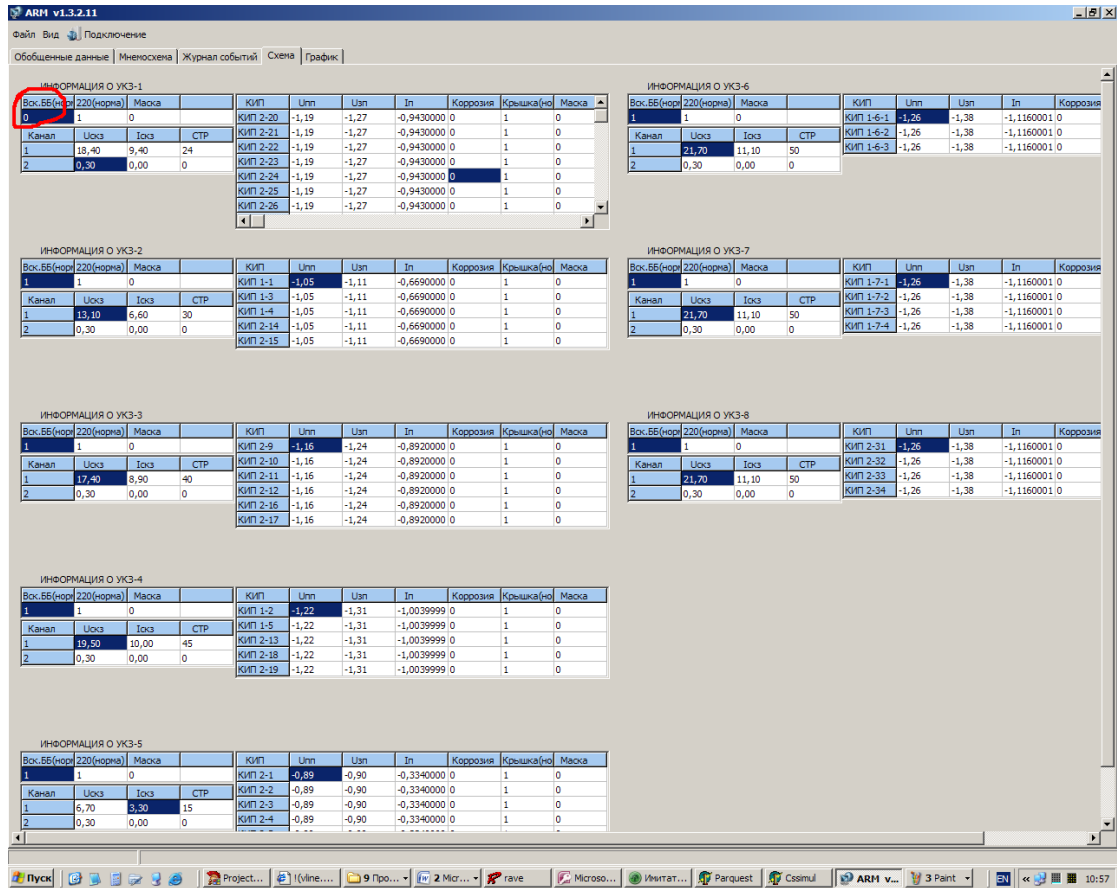 ARM v1.3.2.11
Файл Вид Подключение
Обобщенные данные Мнемосхема Журнал событий Схема График
ИНФОРМАЦИЯ О УКЗ-1
Вск.ББ(норм 220(норма) Маска
0 1 0
Канал Uскз Iскз СТР
1 18,40 9,40 24
2 0,30 0,00 0
КИП Uпп Uзп Iп Коррозия Крышка(но Маска
КИП 2-20 -1,19 -1,27 -0,9430000 0 1 0
КИП 2-21 -1,19 -1,27 -0,9430000 0 1 0
КИП 2-22 -1,19 -1,27 -0,9430000 0 1 0
КИП 2-23 -1,19 -1,27 -0,9430000 0 1 0
КИП 2-24 -1,19 -1,27 -0,9430000 0 1 0
КИП 2-25 -1,19 -1,27 -0,9430000 0 1 0
КИП 2-26 -1,19 -1,27 -0,9430000 0 1 0
ИНФОРМАЦИЯ О УКЗ-6
Вск.ББ(норм 220(норма) Маска
1 1 0
Канал Uскз Iскз СТР
1 21,70 11,10 50
2 0,30 0,00 0
КИП Uпп Uзп Iп Коррозия
КИП 1-6-1 -1,26 -1,38 -1,1160001 0
КИП 1-6-2 -1,26 -1,38 -1,1160001 0
КИП 1-6-3 -1,26 -1,38 -1,1160001 0
ИНФОРМАЦИЯ О УКЗ-2
Вск.ББ(норм 220(норма) Маска
1 1 0
Канал Uскз Iскз СТР
1 13,10 6,60 30
2 0,30 0,00 0
КИП Uпп Uзп Iп Коррозия Крышка(но Маска
КИП 1-1 -1,05 -1,11 -0,6690000 0 1 0
КИП 1-3 -1,05 -1,11 -0,6690000 0 1 0
КИП 1-4 -1,05 -1,11 -0,6690000 0 1 0
КИП 2-14 -1,05 -1,11 -0,6690000 0 1 0
КИП 2-15 -1,05 -1,11 -0,6690000 0 1 0
ИНФОРМАЦИЯ О УКЗ-7
Вск.ББ(норм 220(норма) Маска
1 1 0
Канал Uскз Iскз СТР
1 21,70 11,10 50
2 0,30 0,00 0
КИП Uпп Uзп Iп Коррозия
КИП 1-7-1 -1,26 -1,38 -1,1160001 0
КИП 1-7-2 -1,26 -1,38 -1,1160001 0
КИП 1-7-3 -1,26 -1,38 -1,1160001 0
КИП 1-7-4 -1,26 -1,38 -1,1160001 0
ИНФОРМАЦИЯ О УКЗ-3
Вск.ББ(норм 220(норма) Маска
1 1 0
Канал Uскз Iскз СТР
1 17,40 8,90 40
2 0,30 0,00 0
КИП Uпп Uзп Iп Коррозия Крышка(но Маска
КИП 2-9 -1,16 -1,24 -0,8920000 0 1 0
КИП 2-10 -1,16 -1,24 -0,8920000 0 1 0
КИП 2-11 -1,16 -1,24 -0,8920000 0 1 0
КИП 2-12 -1,16 -1,24 -0,8920000 0 1 0
КИП 2-16 -1,16 -1,24 -0,8920000 0 1 0
КИП 2-17 -1,16 -1,24 -0,8920000 0 1 0
ИНФОРМАЦИЯ О УКЗ-8
Вск.ББ(норм 220(норма) Маска
1 1 0
Канал Uскз Iскз СТР
1 21,70 11,10 50
2 0,30 0,00 0
КИП Uпп Uзп Iп Коррозия
КИП 2-31 -1,26 -1,38 -1,1160001 0
КИП 2-32 -1,26 -1,38 -1,1160001 0
КИП 2-33 -1,26 -1,38 -1,1160001 0
КИП 2-34 -1,26 -1,38 -1,1160001 0
ИНФОРМАЦИЯ О УКЗ-4
Вск.ББ(норм 220(норма) Маска
1 1 0
Канал Uскз Iскз СТР
1 19,50 10,00 45
2 0,30 0,00 0
КИП Uпп Uзп Iп Коррозия Крышка(но Маска
КИП 1-2 -1,22 -1,31 -1,0039999 0 1 0
КИП 1-5 -1,22 -1,31 -1,0039999 0 1 0
КИП 2-13 -1,22 -1,31 -1,0039999 0 1 0
КИП 2-18 -1,22 -1,31 -1,0039999 0 1 0
КИП 2-19 -1,22 -1,31 -1,0039999 0 1 0
ИНФОРМАЦИЯ О УКЗ-5
Вск.ББ(норм 220(норма) Маска
1 1 0
Канал Uскз Iскз СТР
1 6,70 3,30 15
2 0,30 0,00 0
КИП Uпп Uзп Iп Коррозия Крышка(но Маска
КИП 2-1 -0,89 -0,90 -0,3340000 0 1 0
КИП 2-2 -0,89 -0,90 -0,3340000 0 1 0
КИП 2-3 -0,89 -0,90 -0,3340000 0 1 0
КИП 2-4 -0,89 -0,90 -0,3340000 0 1 0
Пуск Project... !(vline.... 9 Про... 2 Micr... rave Microso... Имитат... Parquest Cssimul ARM v... 3 Paint EN « 10:57